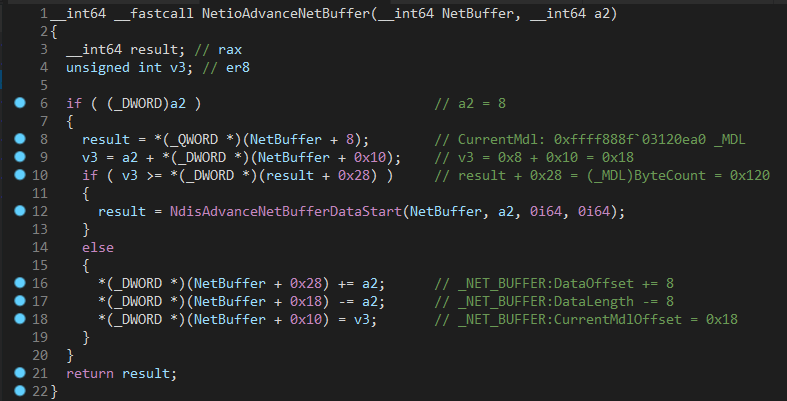 1 __int64 __fastcall NetioAdvanceNetBuffer(__int64 NetBuffer, __int64 a2)
2 {
3 __int64 result; // rax
4 unsigned int v3; // er8
5
6 if ( (_DWORD)a2 ) // a2 = 8
7 {
8 result = *(_QWORD *)(NetBuffer + 8); // CurrentMdl: 0xffff888f`03120ea0 _MDL
9 v3 = a2 + *(_DWORD *)(NetBuffer + 0x10); // v3 = 0x8 + 0x10 = 0x18
10 if ( v3 >= *(_DWORD *)(result + 0x28) ) // result + 0x28 = (_MDL)ByteCount = 0x120
11 {
12 result = NdisAdvanceNetBufferDataStart(NetBuffer, a2, 0i64, 0i64);
13 }
14 else
15 {
16 *(_DWORD *)(NetBuffer + 0x28) += a2; // _NET_BUFFER:DataOffset += 8
17 *(_DWORD *)(NetBuffer + 0x18) -= a2; // _NET_BUFFER:DataLength -= 8
18 *(_DWORD *)(NetBuffer + 0x10) = v3; // _NET_BUFFER:CurrentMdlOffset = 0x18
19 }
20 }
21 return result;
22 }